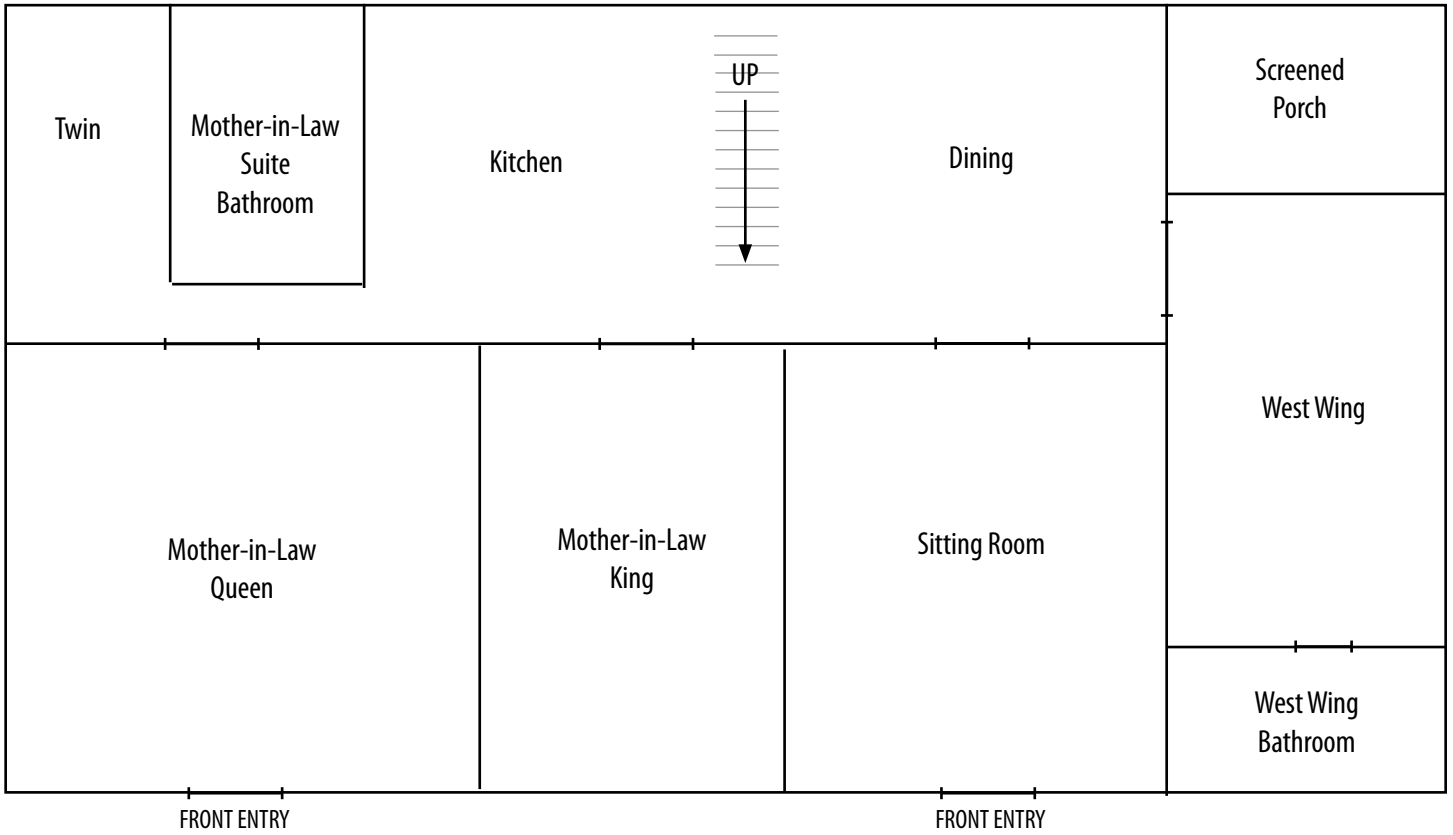 Twin
Mother-in-Law
Suite
Bathroom
Kitchen
UP
Dining
Screened
Porch
West Wing
Mother-in-Law
Queen
Mother-in-Law
King
Sitting Room
West Wing
Bathroom
FRONT ENTRY
FRONT ENTRY